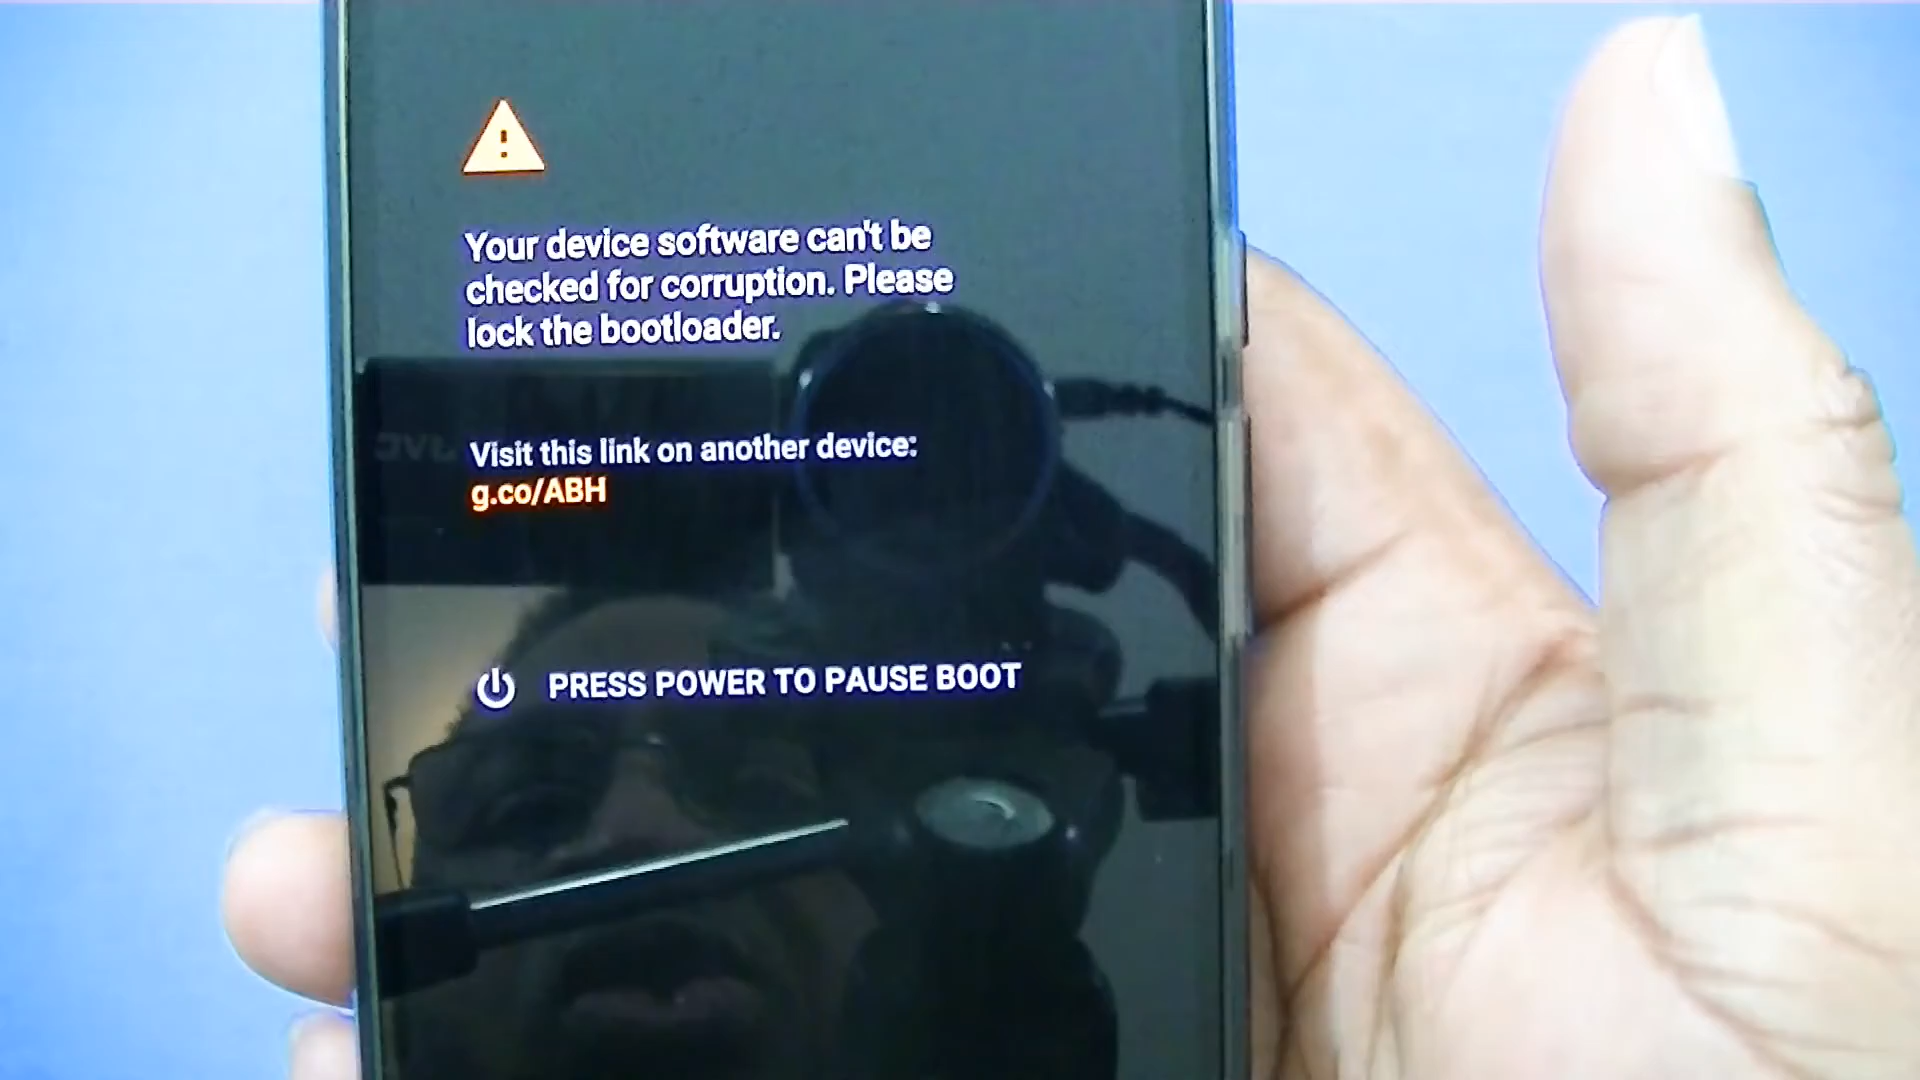 Your device software can't be
checked for corruption. Please
lock the bootloader.
JVC
Visit this link on another device:
g.co/ABH
PRESS POWER TO PAUSE BOOT